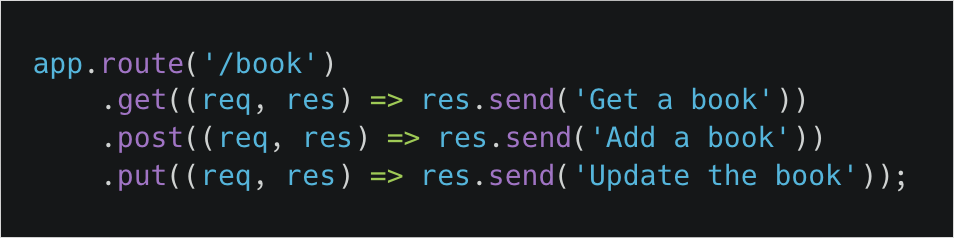 app.route('/book')
    .get((req, res) => res.send('Get a book'))
    .post((req, res) => res.send('Add a book'))
    .put((req, res) => res.send('Update the book'));